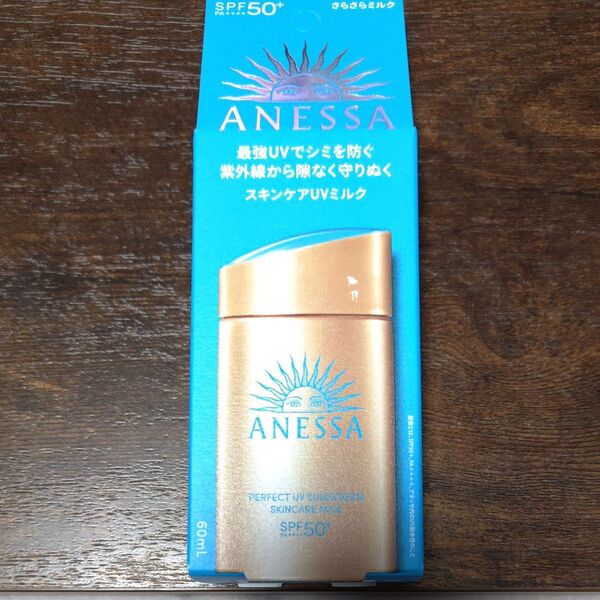 SPF50+
PA++++
さらさらミルク
ANESSA
最強UVでシミを防ぐ
紫外線から隙なく守りぬく
スキンケアUVミルク
ANESSA
PERFECT UV SUNSCREEN
SKINCARE MILK
SPF50+
PA++++
60mL